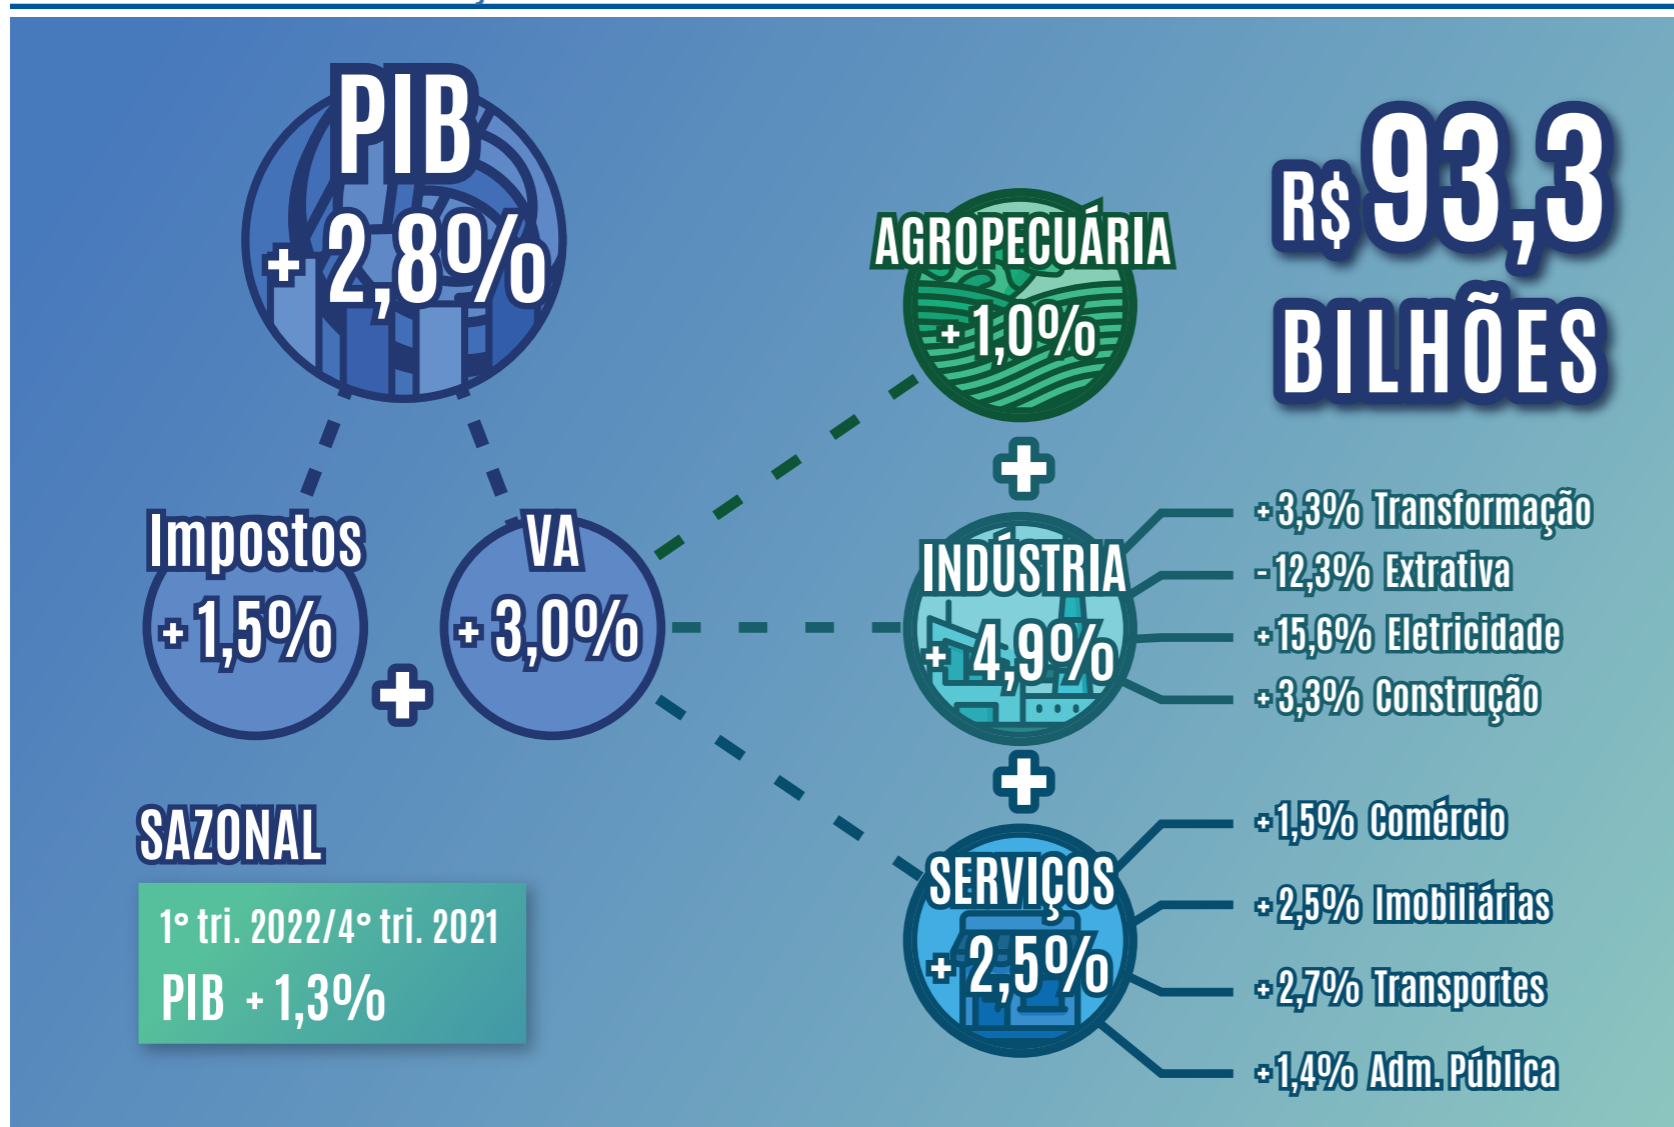 PIB
+ 2,8%
Impostos
+ 1,5%
+
VA
+ 3,0%
SAZONAL
1° tri. 2022/4° tri. 2021
PIB + 1,3%
AGROPECUÁRIA
+ 1,0%
+
INDÚSTRIA
+ 4,9%
+
SERVIÇOS
+ 2,5%
R$ 93,3
BILHÕES
+ 3,3% Transformação
- 12,3% Extrativa
+ 15,6% Eletricidade
+ 3,3% Construção
+ 1,5% Comércio
+ 2,5% Imobiliárias
+ 2,7% Transportes
+ 1,4% Adm. Pública